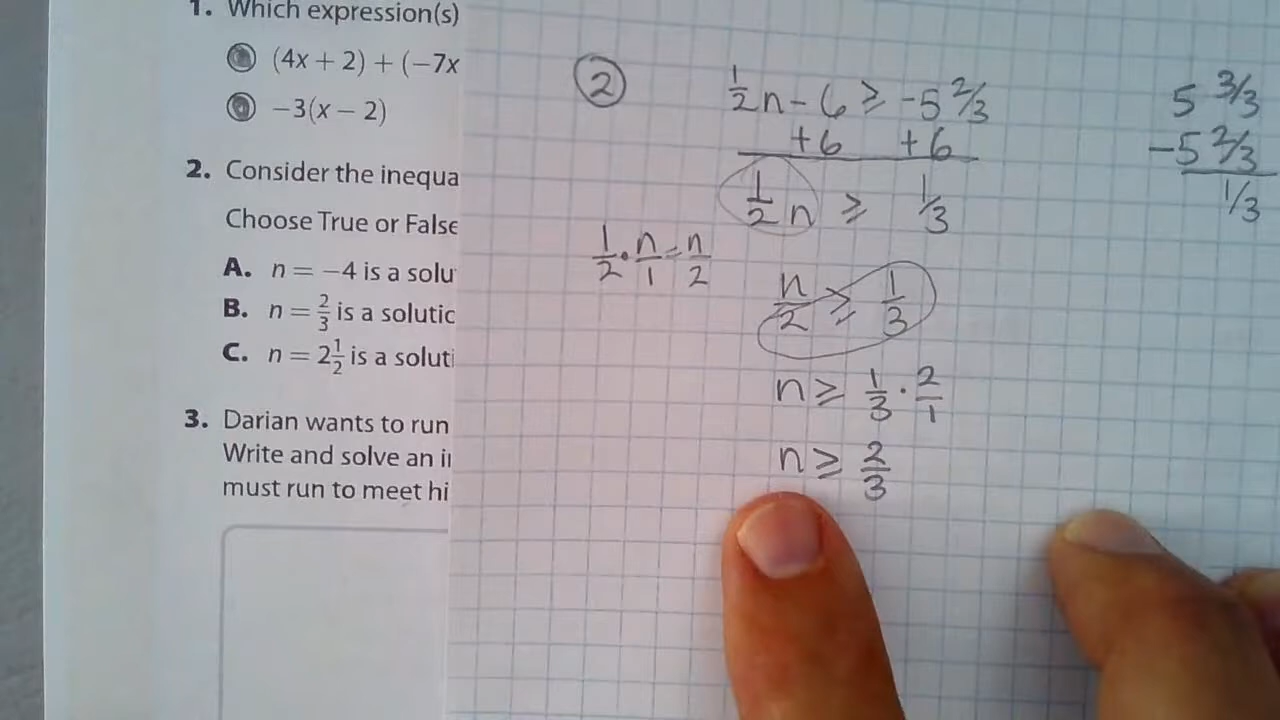 1. Which expression(s)
(4x + 2) + (−7x
−3(x − 2)
2. Consider the inequa
Choose True or False
A. n = −4 is a solu
B. n = 2/3 is a solutio
C. n = 2 1/2 is a soluti
3. Darian wants to run
Write and solve an i
must run to meet hi
2
1/2 n − 6 ≥ −5 2/3
+6 +6
1/2 n ≥ 1/3
1/2 · n/1 = n/2
n/2 ≥ 1/3
n ≥ 1/3 · 2/1
n ≥ 2/3
5 3/3
−5 2/3
1/3